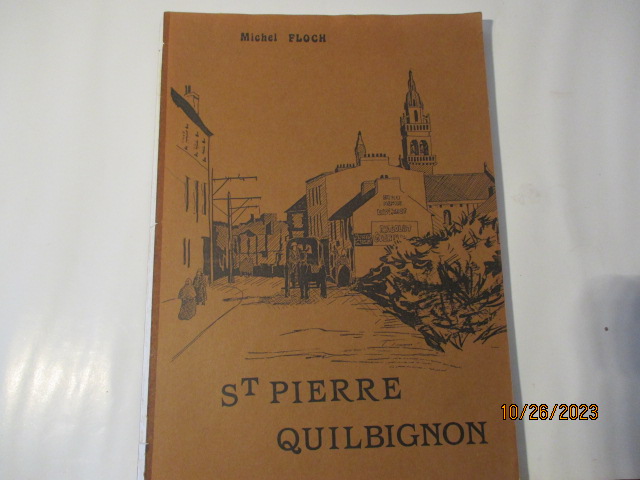 Michel FLOCH
ST PIERRE
QUILBIGNON
10/26/2023